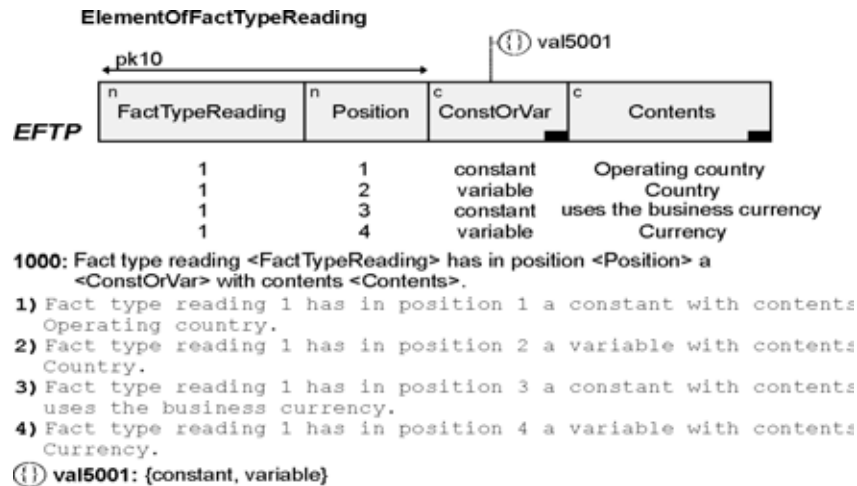 ElementOfFactTypeReading
({}) val5001
pk10
n FactTypeReading n Position c ConstOrVar c Contents
EFTP
1 1 constant Operating country
1 2 variable Country
1 3 constant uses the business currency
1 4 variable Currency
1000: Fact type reading <FactTypeReading> has in position <Position> a
<ConstOrVar> with contents <Contents>.
1) Fact type reading 1 has in position 1 a constant with contents
Operating country.
2) Fact type reading 1 has in position 2 a variable with contents
Country.
3) Fact type reading 1 has in position 3 a constant with contents
uses the business currency.
4) Fact type reading 1 has in position 4 a variable with contents
Currency.
({}) val5001: {constant, variable}